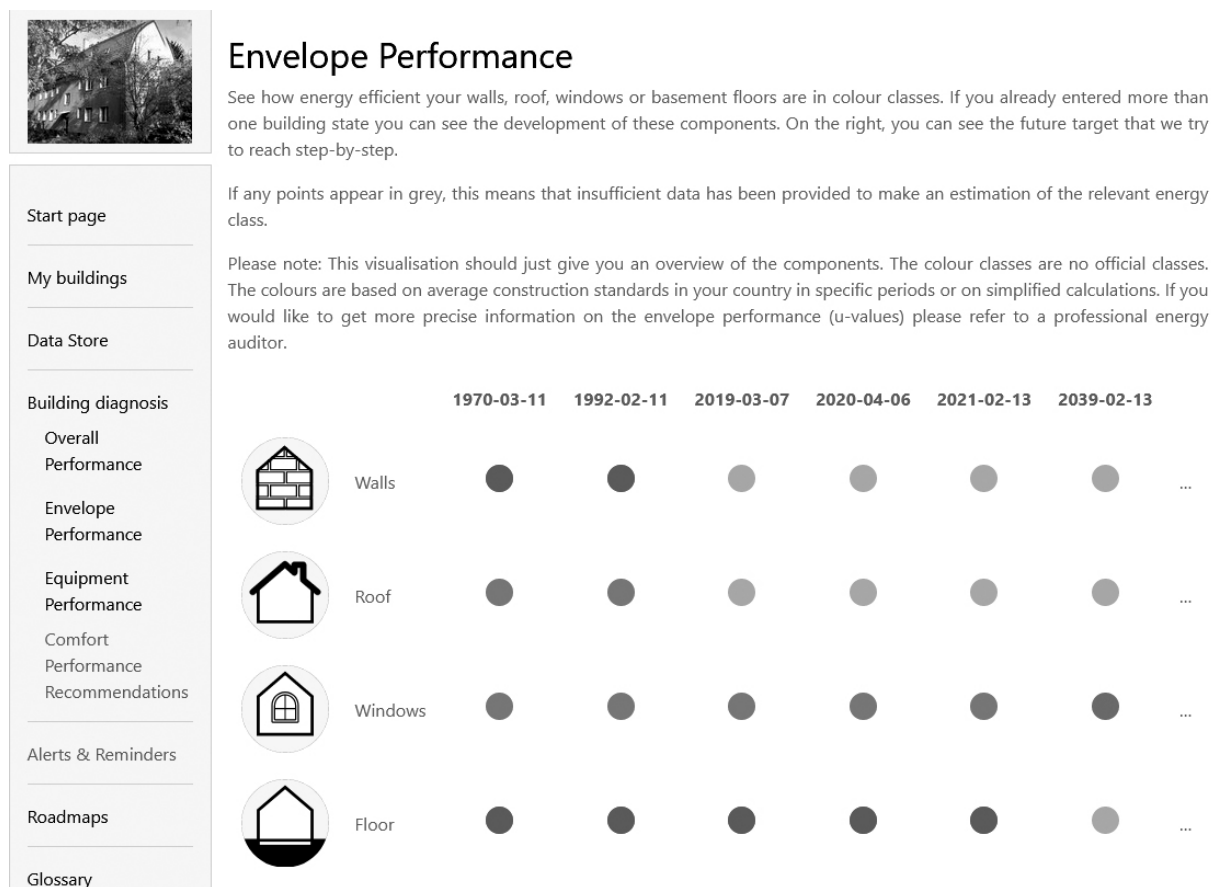 Envelope Performance
See how energy efficient your walls, roof, windows or basement floors are in colour classes. If you already entered more than
one building state you can see the development of these components. On the right, you can see the future target that we try
to reach step-by-step.
If any points appear in grey, this means that insufficient data has been provided to make an estimation of the relevant energy
class.
Please note: This visualisation should just give you an overview of the components. The colour classes are no official classes.
The colours are based on average construction standards in your country in specific periods or on simplified calculations. If you
would like to get more precise information on the envelope performance (u-values) please refer to a professional energy
auditor.
Start page
My buildings
Data Store
Building diagnosis
Overall
Performance
Envelope
Performance
Equipment
Performance
Comfort
Performance
Recommendations
Alerts & Reminders
Roadmaps
Glossary
1970-03-11 1992-02-11 2019-03-07 2020-04-06 2021-02-13 2039-02-13
Walls ...
Roof ...
Windows ...
Floor ...